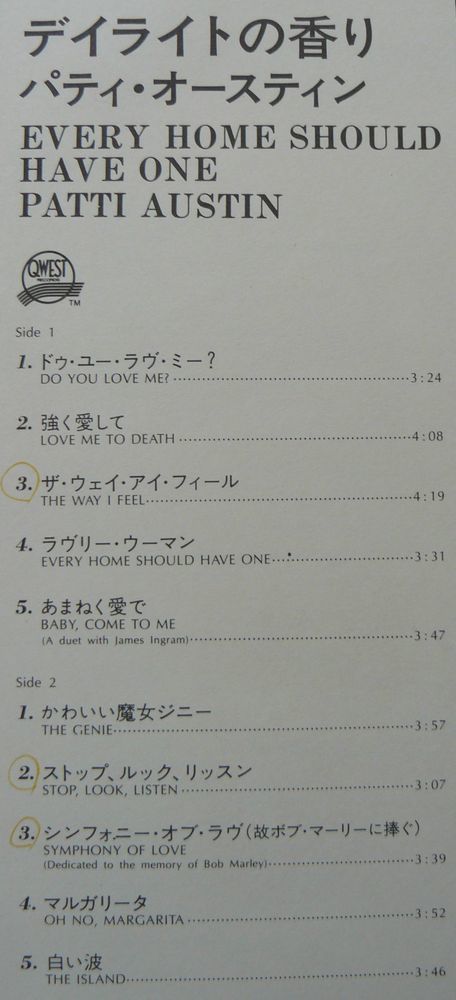 デイライトの香り
パティ・オースティン
EVERY HOME SHOULD
HAVE ONE
PATTI AUSTIN
QWEST
RECORDS
TM
Side 1
1. ドゥ・ユー・ラヴ・ミー?
DO YOU LOVE ME? 3:24
2. 強く愛して
LOVE ME TO DEATH 4:08
3. ザ・ウェイ・アイ・フィール
THE WAY I FEEL 4:19
4. ラヴリー・ウーマン
EVERY HOME SHOULD HAVE ONE 3:31
5. あまねく愛で
BABY, COME TO ME
(A duet with James Ingram) 3:47
Side 2
1. かわいい魔女ジニー
THE GENIE 3:57
2. ストップ、ルック、リッスン
STOP, LOOK, LISTEN 3:07
3. シンフォニー・オブ・ラヴ(故ボブ・マーリーに捧ぐ)
SYMPHONY OF LOVE
(Dedicated to the memory of Bob Marley) 3:39
4. マルガリータ
OH NO, MARGARITA 3:52
5. 白い波
THE ISLAND 3:46